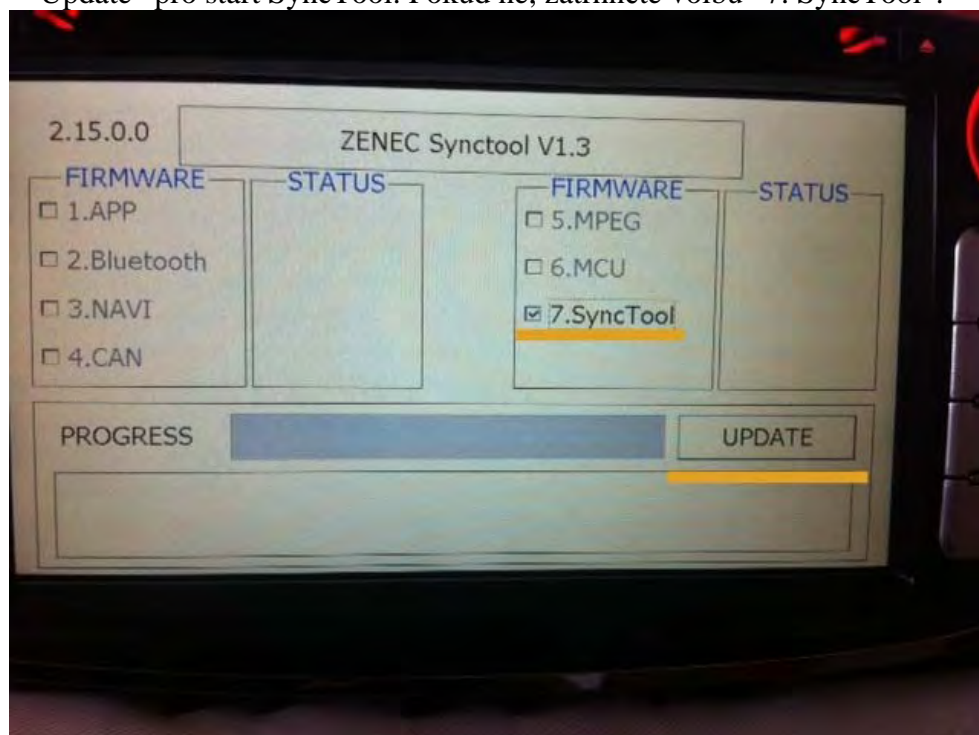 Update" pro start SyncTool. Pokud ne, zatrhněte volbu "7. SyncTool".
2.15.0.0
ZENEC Synctool V1.3
FIRMWARE STATUS
1.APP
2.Bluetooth
3.NAVI
4.CAN
FIRMWARE STATUS
5.MPEG
6.MCU
7.SyncTool
PROGRESS
UPDATE